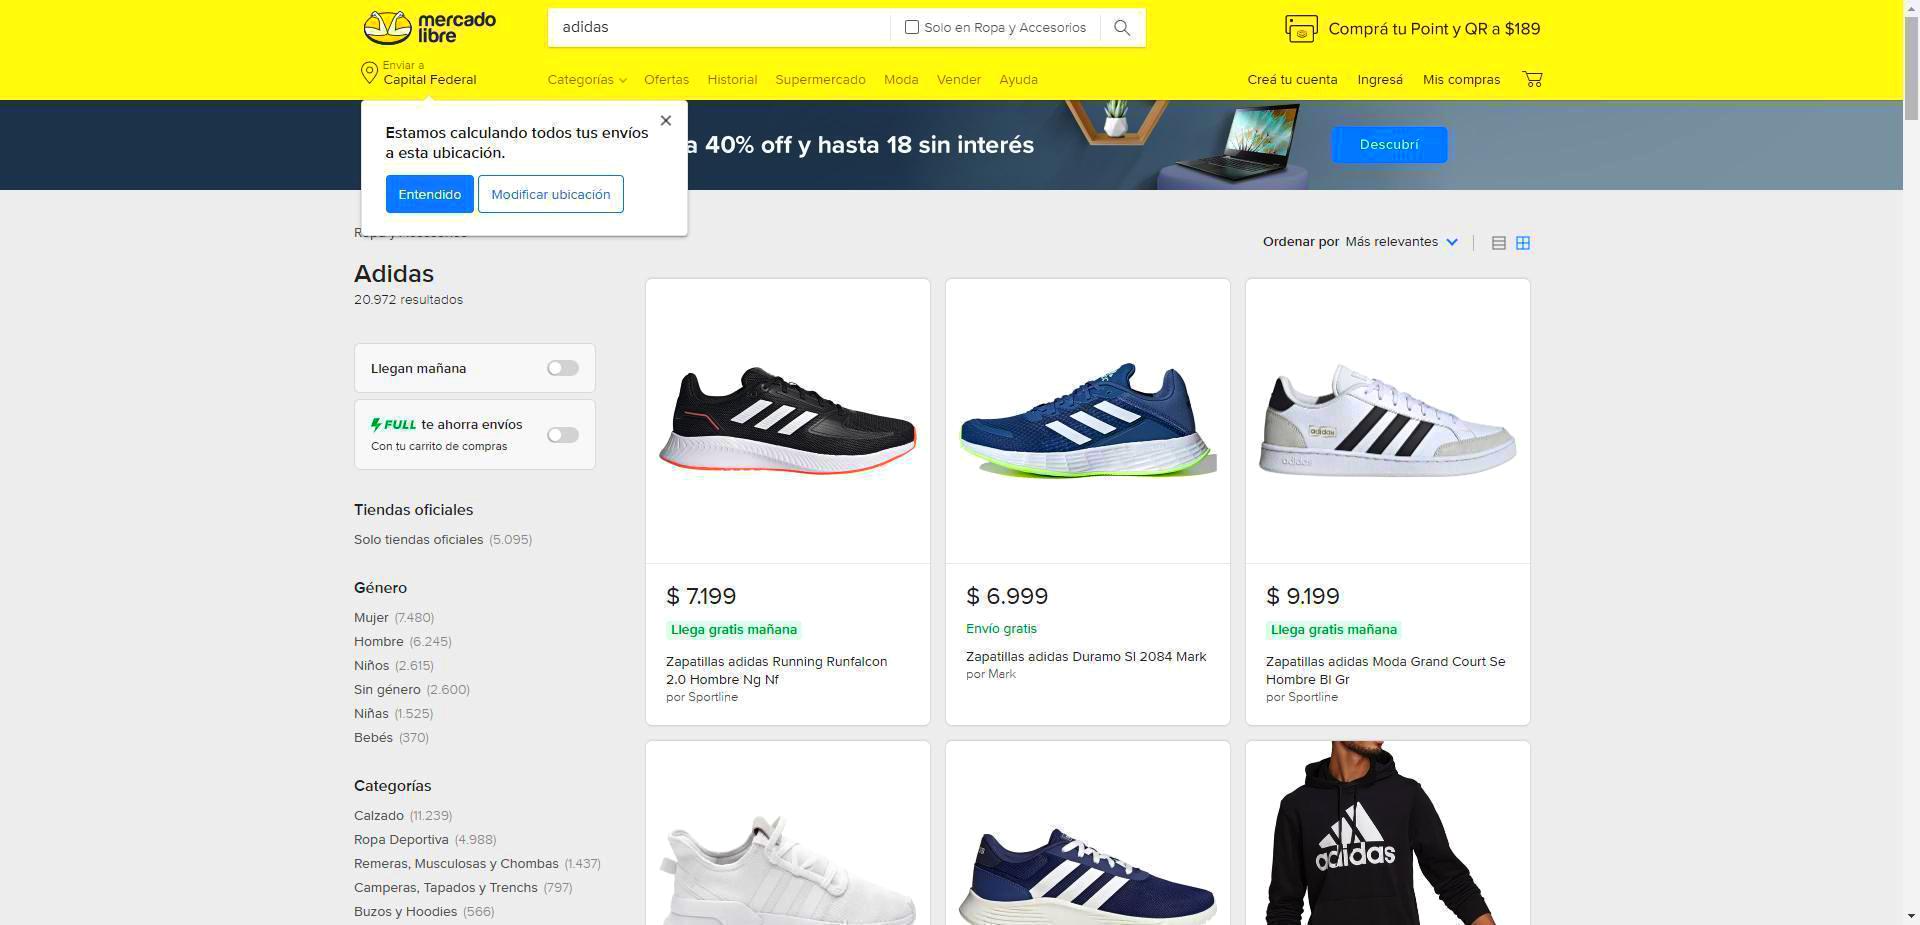 mercado
libre
adidas
Solo en Ropa y Accesorios
Comprá tu Point y QR a $189
Enviar a
Capital Federal
Categorías
Ofertas
Historial
Supermercado
Moda
Vender
Ayuda
Creá tu cuenta
Ingresá
Mis compras
Estamos calculando todos tus envíos
a esta ubicación.
Entendido
Modificar ubicación
a 40% off y hasta 18 sin interés
Descubrí
Ordenar por Más relevantes
Adidas
20.972 resultados
Llegan mañana
FULL te ahorra envíos
Con tu carrito de compras
Tiendas oficiales
Solo tiendas oficiales (5.095)
Género
Mujer (7.480)
Hombre (6.245)
Niños (2.615)
Sin género (2.600)
Niñas (1.525)
Bebés (370)
Categorías
Calzado (11.239)
Ropa Deportiva (4.988)
Remeras, Musculosas y Chombas (1.437)
Camperas, Tapados y Trenchs (797)
Buzos y Hoodies (566)
$ 7.199
Llega gratis mañana
Zapatillas adidas Running Runfalcon
2.0 Hombre Ng Nf
por Sportline
$ 6.999
Envío gratis
Zapatillas adidas Duramo Sl 2084 Mark
por Mark
adidas
adidas
$ 9.199
Llega gratis mañana
Zapatillas adidas Moda Grand Court Se
Hombre Bl Gr
por Sportline
adidas